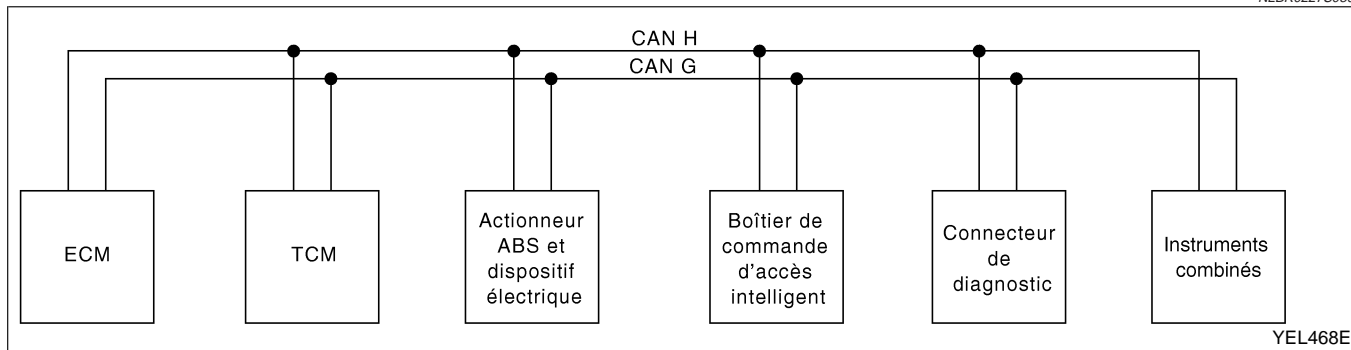 CAN H
CAN G
ECM
TCM
Actionneur
ABS et
dispositif
électrique
Boîtier de
commande
d'accès
intelligent
Connecteur
de
diagnostic
Instruments
combinés
YEL468E